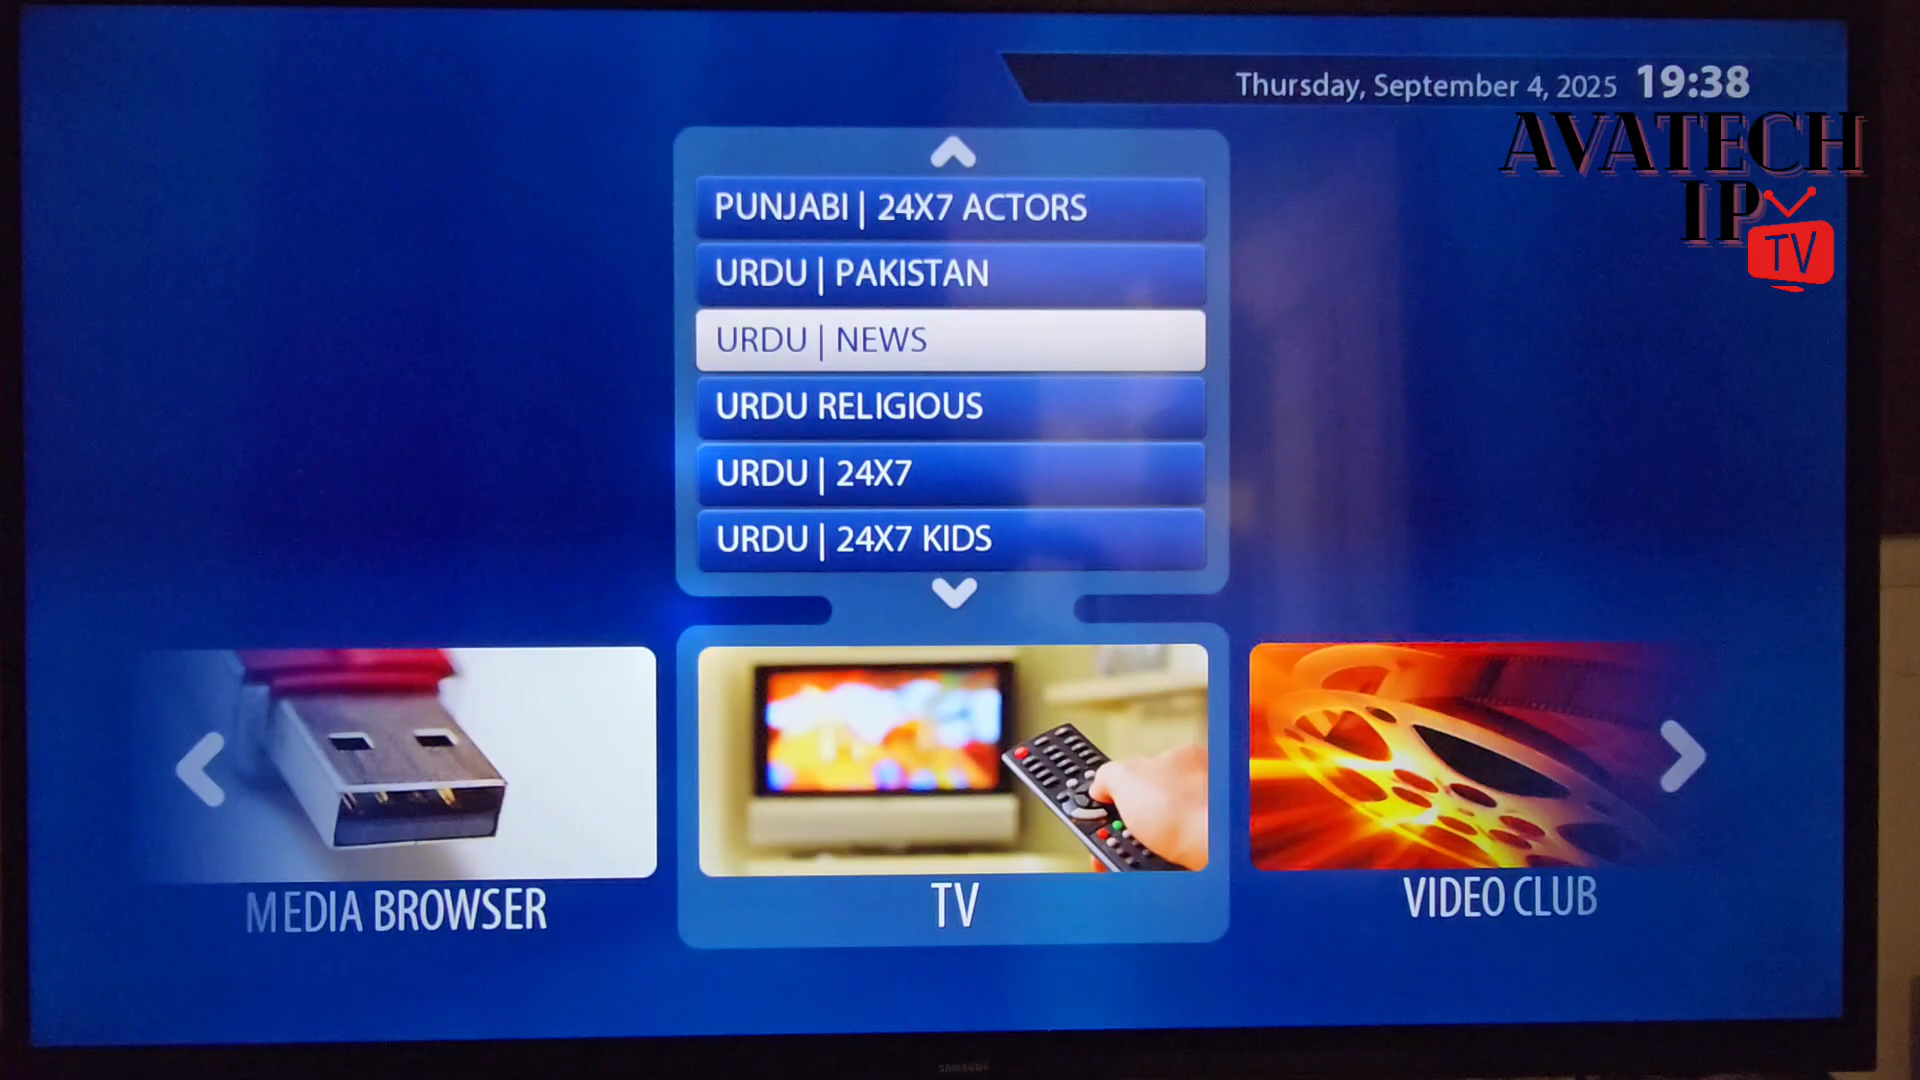 Thursday, September 4, 2025 19:38
AVATECH
IP
TV
PUNJABI | 24X7 ACTORS
URDU | PAKISTAN
URDU | NEWS
URDU RELIGIOUS
URDU | 24X7
URDU | 24X7 KIDS
MEDIA BROWSER
TV
VIDEO CLUB
SAMSUNG